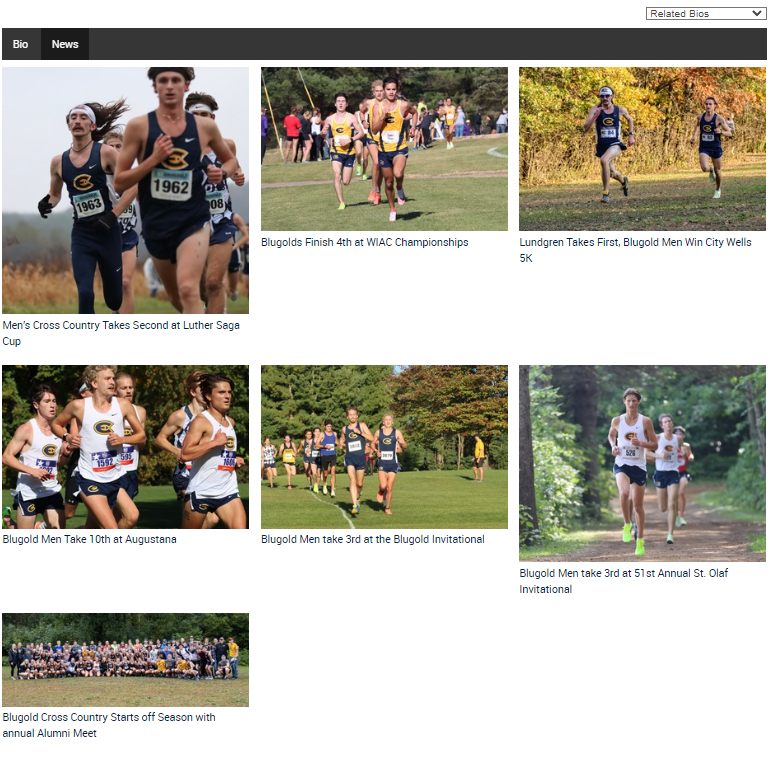 Related Bios
Bio
News
Men's Cross Country Takes Second at Luther Saga
Cup
Blugolds Finish 4th at WIAC Championships
Lundgren Takes First, Blugold Men Win City Wells
5K
Blugold Men Take 10th at Augustana
Blugold Men take 3rd at the Blugold Invitational
Blugold Men take 3rd at 51st Annual St. Olaf
Invitational
Blugold Cross Country Starts off Season with
annual Alumni Meet
1963
1962
1592